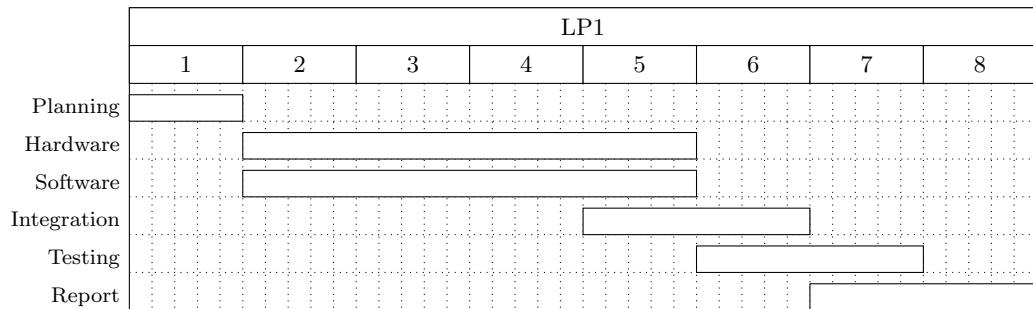 LP1
1 2 3 4 5 6 7 8
Planning
Hardware
Software
Integration
Testing
Report